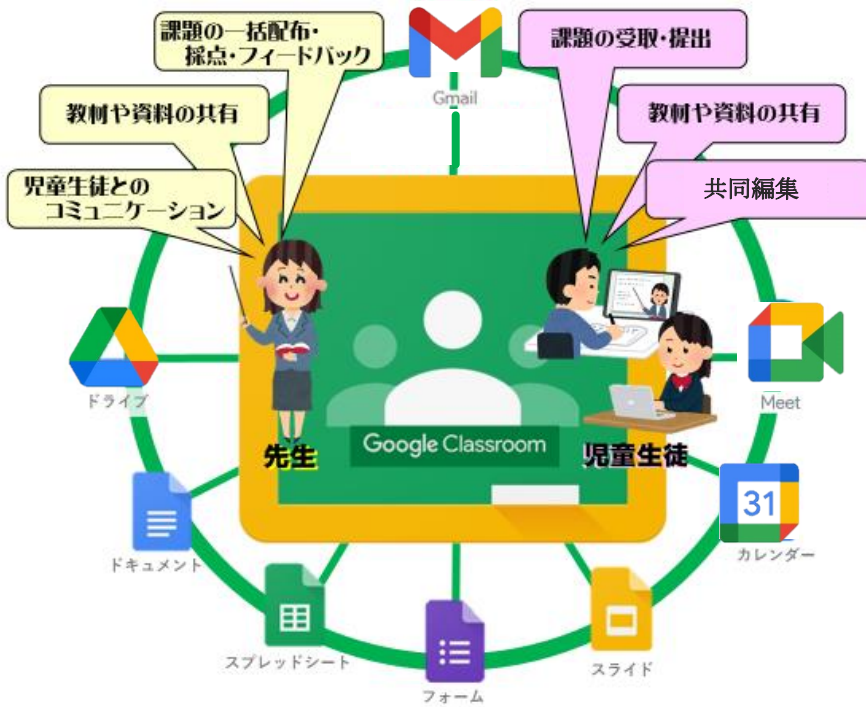 課題の一括配布・
採点・フィードバック
教材や資料の共有
児童生徒との
コミュニケーション
Gmail
課題の受取・提出
教材や資料の共有
共同編集
ドライブ
Meet
Google Classroom
先生
児童生徒
31
カレンダー
ドキュメント
スプレッドシート
フォーム
スライド